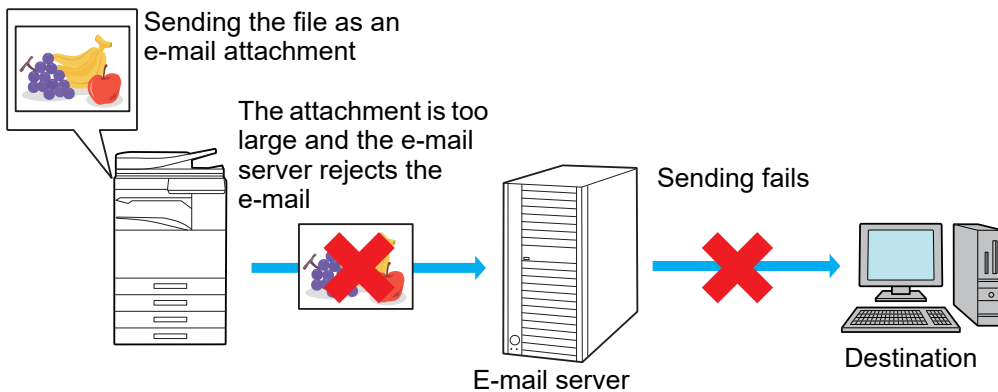 Sending the file as an
e-mail attachment
The attachment is too
large and the e-mail
server rejects the
e-mail
Sending fails
E-mail server
Destination